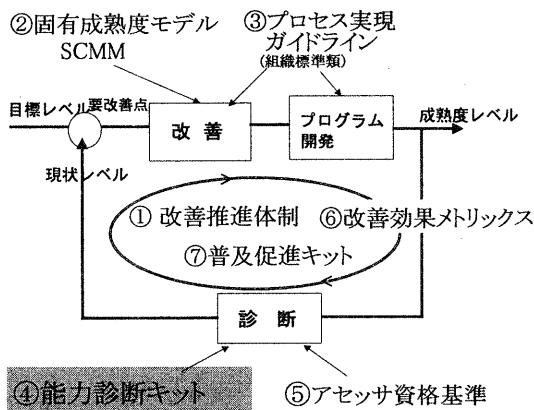 ②固有成熟度モデル
SCMM
③プロセス実現
ガイドライン
(組織標準類)
目標レベル
要改善点
改 善
プログラム
開発
成熟度レベル
現状レベル
① 改善推進体制
⑥改善効果メトリックス
⑦普及促進キット
診 断
④能力診断キット
⑤アセッサ資格基準